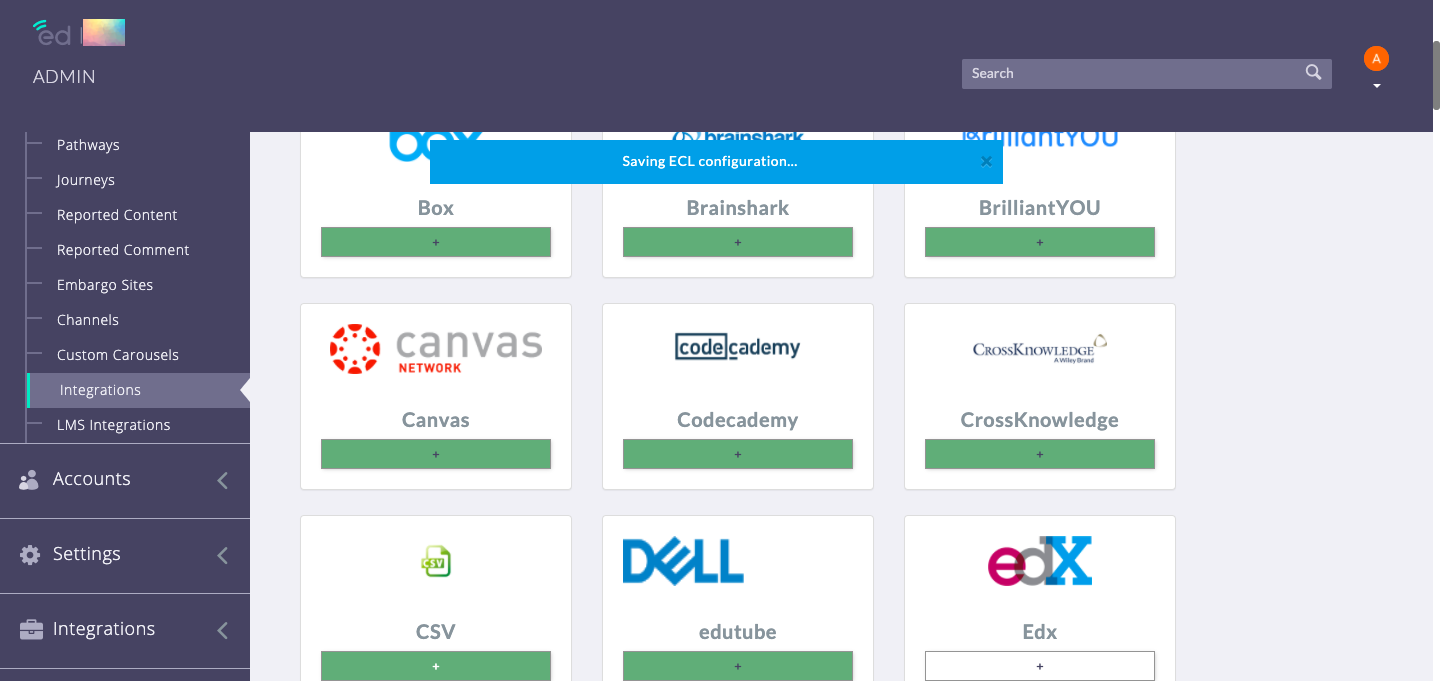 ed
ADMIN
Search
A
Pathways
Journeys
Reported Content
Reported Comment
Embargo Sites
Channels
Custom Carousels
Integrations
LMS Integrations
Accounts
Settings
Integrations
Saving ECL configuration...
×
box
brainshark
BrilliantYOU
Box
Brainshark
BrilliantYOU
+
+
+
canvas
NETWORK
codecademy
CROSSKNOWLEDGE
A Wiley Brand
Canvas
Codecademy
CrossKnowledge
+
+
+
CSV
DELL
edX
CSV
edutube
Edx
+
+
+